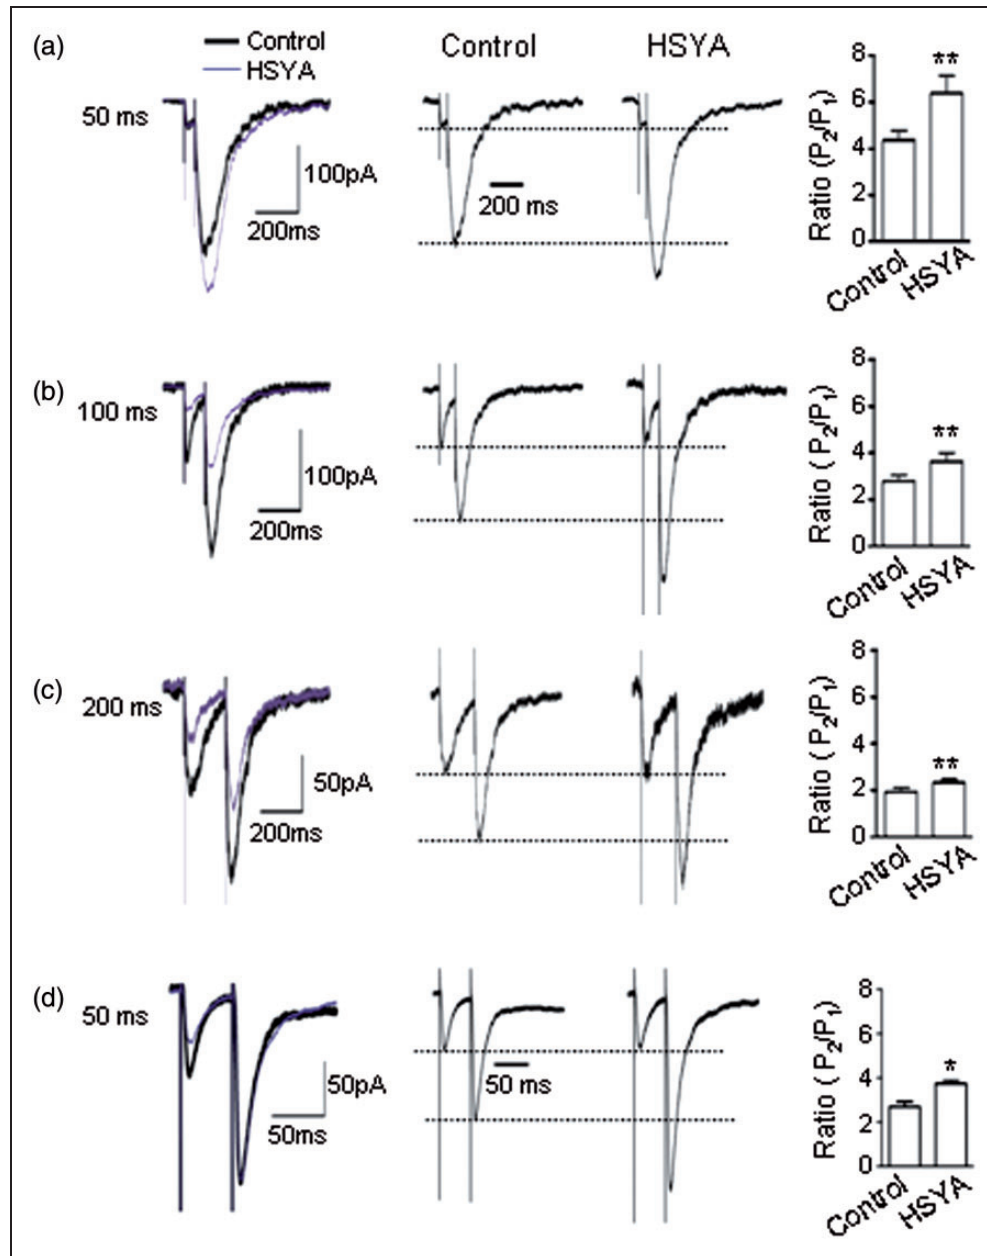 (a)
Control
HSYA
50 ms
100pA
200ms
Control
HSYA
200 ms
Ratio (P2/P1)
8
6
4
2
0
**
Control
HSYA
(b)
100 ms
100pA
200ms
Ratio ( P2/P1)
8
6
4
2
0
**
Control
HSYA
(c)
200 ms
50pA
200ms
Ratio ( P2/P1)
8
6
4
2
0
**
Control
HSYA
(d)
50 ms
50pA
50ms
50 ms
Ratio ( P2/P1)
8
6
4
2
0
*
Control
HSYA